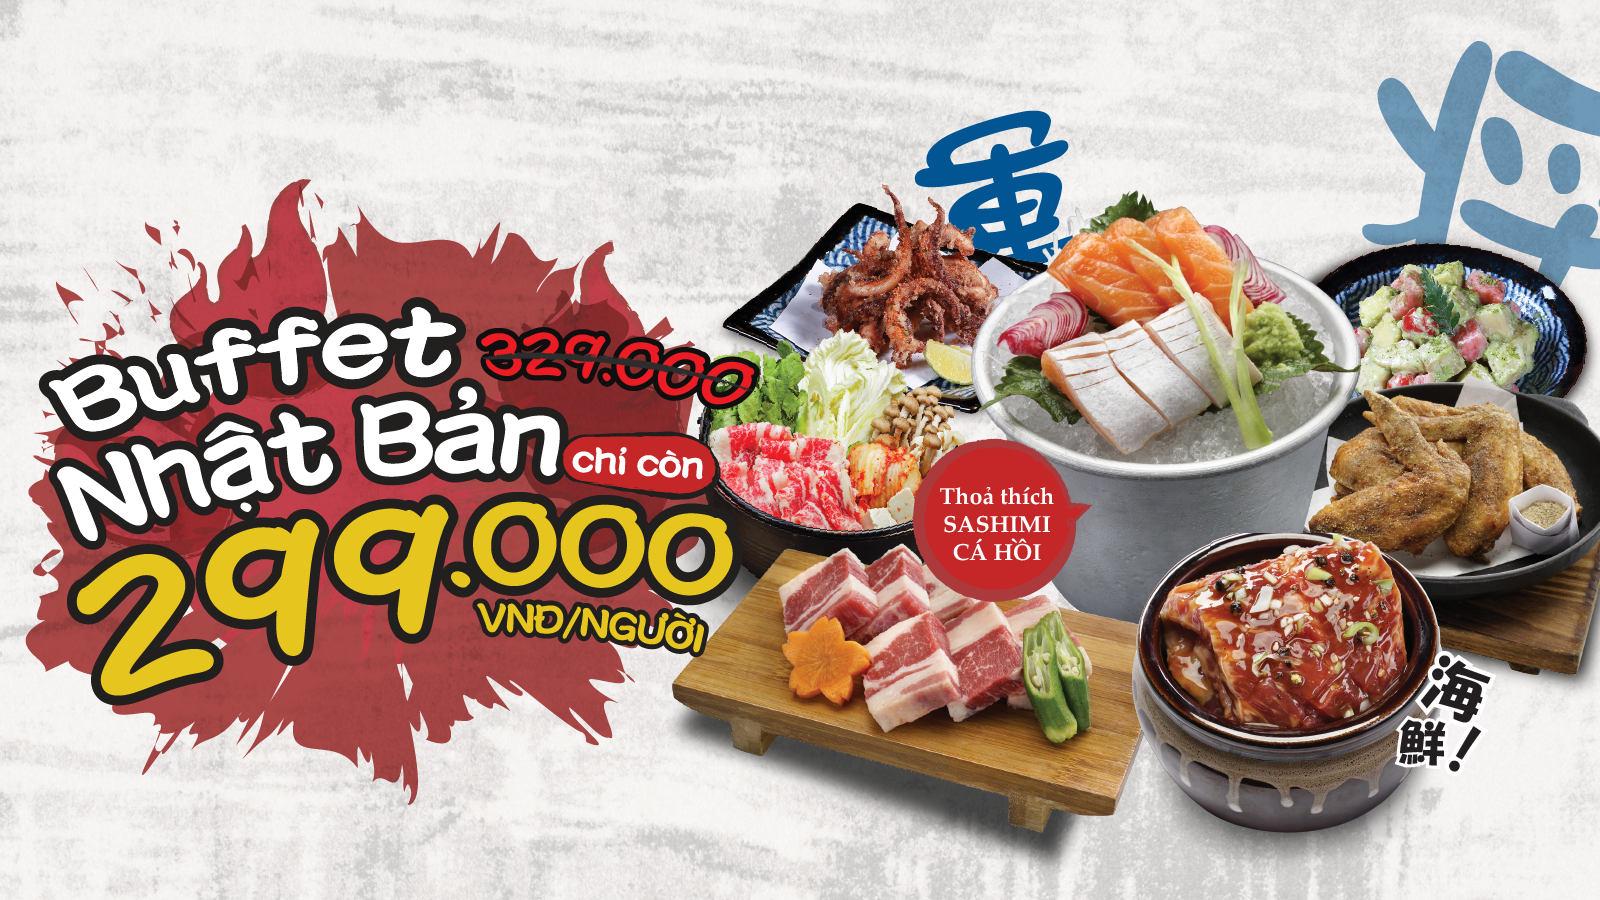 Buffet 329.000
Nhật Bản chỉ còn
299.000
VNĐ/NGƯỜI
Thoả thích
SASHIMI
CÁ HỒI
海
鮮!